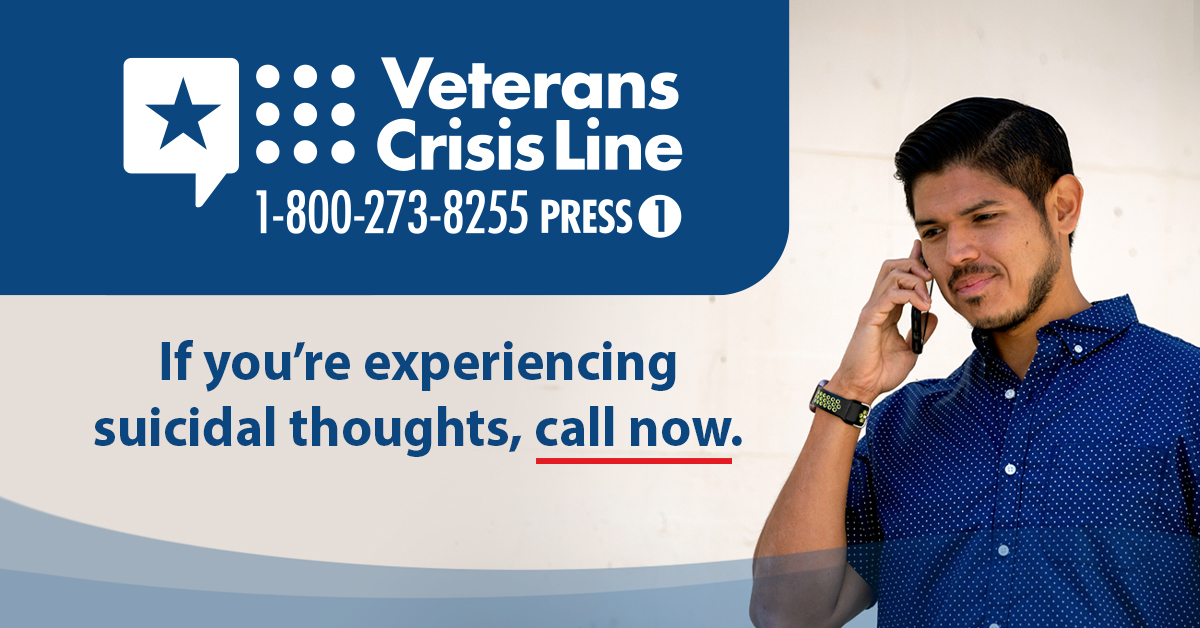 Veterans
Crisis Line
1-800-273-8255 PRESS 1
If you're experiencing
suicidal thoughts, call now.